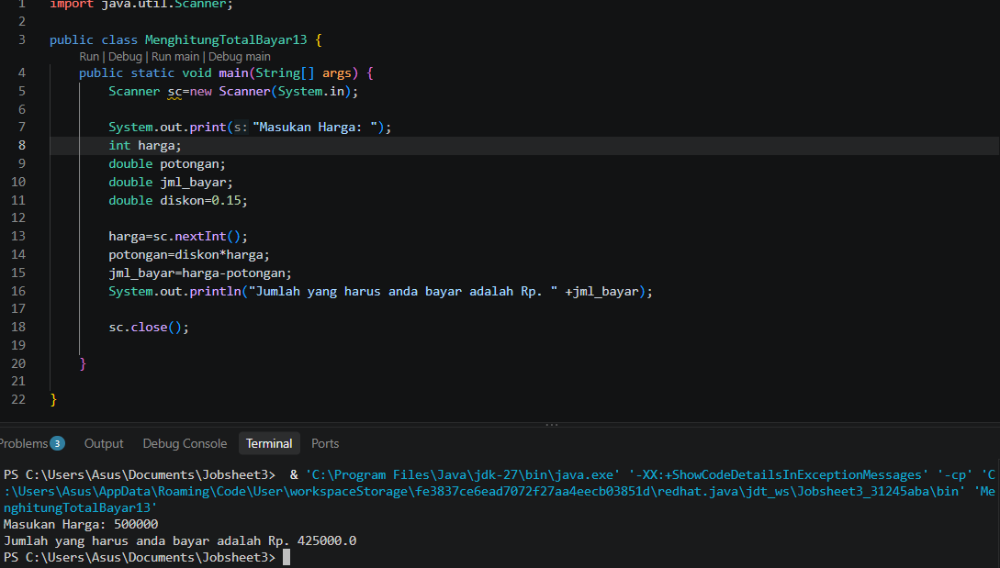 1 import java.util.Scanner;
2
3 public class MenghitungTotalBayar13 {
Run | Debug | Run main | Debug main
4 public static void main(String[] args) {
5 Scanner sc=new Scanner(System.in);
6
7 System.out.print(s: "Masukan Harga: ");
8 int harga;
9 double potongan;
10 double jml_bayar;
11 double diskon=0.15;
12
13 harga=sc.nextInt();
14 potongan=diskon*harga;
15 jml_bayar=harga-potongan;
16 System.out.println("Jumlah yang harus anda bayar adalah Rp. " +jml_bayar);
17
18 sc.close();
19
20 }
21
22 }
Problems 3 Output Debug Console Terminal Ports
PS C:\Users\Asus\Documents\Jobsheet3> & 'C:\Program Files\Java\jdk-27\bin\java.exe' '-XX:+ShowCodeDetailsInExceptionMessages' '-cp' 'C
:\Users\Asus\AppData\Roaming\Code\User\workspaceStorage\fe3837ce6ead7072f27aa4eecb03851d\redhat.java\jdt_ws\Jobsheet3_31245aba\bin' 'Me
nghitungTotalBayar13'
Masukan Harga: 500000
Jumlah yang harus anda bayar adalah Rp. 425000.0
PS C:\Users\Asus\Documents\Jobsheet3>